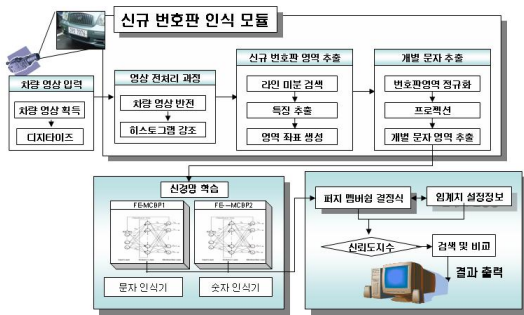 신규 번호판 인식 모듈
차량 영상 입력
차량 영상 획득
디지타이즈
영상 전처리 과정
차량 영상 반전
히스토그램 강조
신규 번호판 영역 추출
라인 미분 검색
특징 추출
영역 좌표 생성
개별 문자 추출
번호판영역 정규화
프로젝션
개별 문자 영역 추출
신경망 학습
FE-MCBP1
FE-MCBP2
문자 인식기
숫자 인식기
퍼지 멤버쉽 결정식
임계치 설정정보
신뢰도지수
검색 및 비교
결과 출력